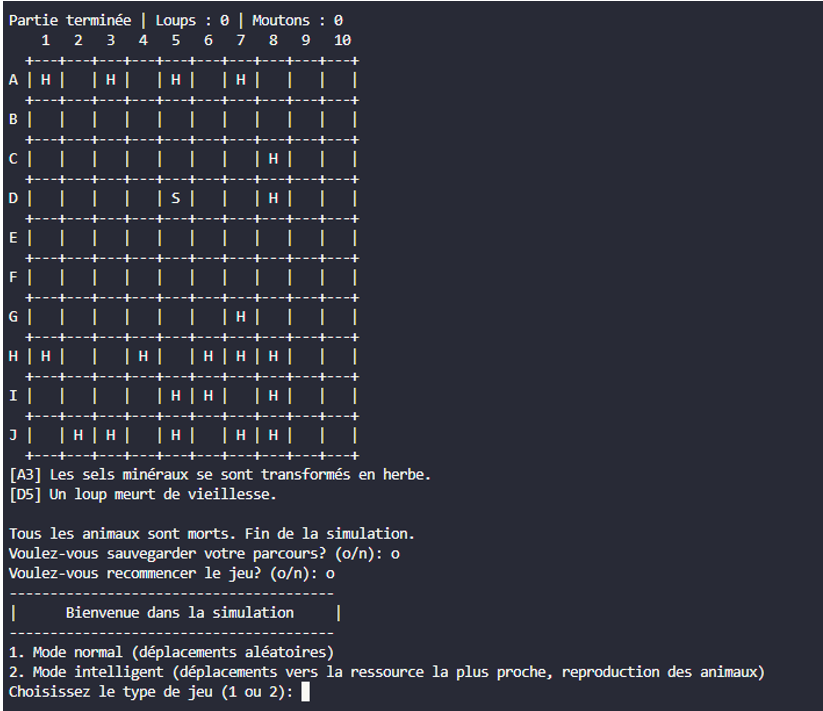 Partie terminée | Loups : 0 | Moutons : 0
    1   2   3   4   5   6   7   8   9   10
  +---+---+---+---+---+---+---+---+---+---+
A | H |   | H |   | H |   | H |   |   |   |
  +---+---+---+---+---+---+---+---+---+---+
B |   |   |   |   |   |   |   |   |   |   |
  +---+---+---+---+---+---+---+---+---+---+
C |   |   |   |   |   |   |   | H |   |   |
  +---+---+---+---+---+---+---+---+---+---+
D |   |   |   |   | S |   |   | H |   |   |
  +---+---+---+---+---+---+---+---+---+---+
E |   |   |   |   |   |   |   |   |   |   |
  +---+---+---+---+---+---+---+---+---+---+
F |   |   |   |   |   |   |   |   |   |   |
  +---+---+---+---+---+---+---+---+---+---+
G |   |   |   |   |   |   | H |   |   |   |
  +---+---+---+---+---+---+---+---+---+---+
H | H |   |   | H |   | H | H | H |   |   |
  +---+---+---+---+---+---+---+---+---+---+
I |   |   |   |   | H | H |   | H |   |   |
  +---+---+---+---+---+---+---+---+---+---+
J |   | H | H |   | H |   | H | H |   |   |
  +---+---+---+---+---+---+---+---+---+---+
[A3] Les sels minéraux se sont transformés en herbe.
[D5] Un loup meurt de vieillesse.

Tous les animaux sont morts. Fin de la simulation.
Voulez-vous sauvegarder votre parcours? (o/n): o
Voulez-vous recommencer le jeu? (o/n): o
----------------------------------------
|      Bienvenue dans la simulation     |
----------------------------------------
1. Mode normal (déplacements aléatoires)
2. Mode intelligent (déplacements vers la ressource la plus proche, reproduction des animaux)
Choisissez le type de jeu (1 ou 2):